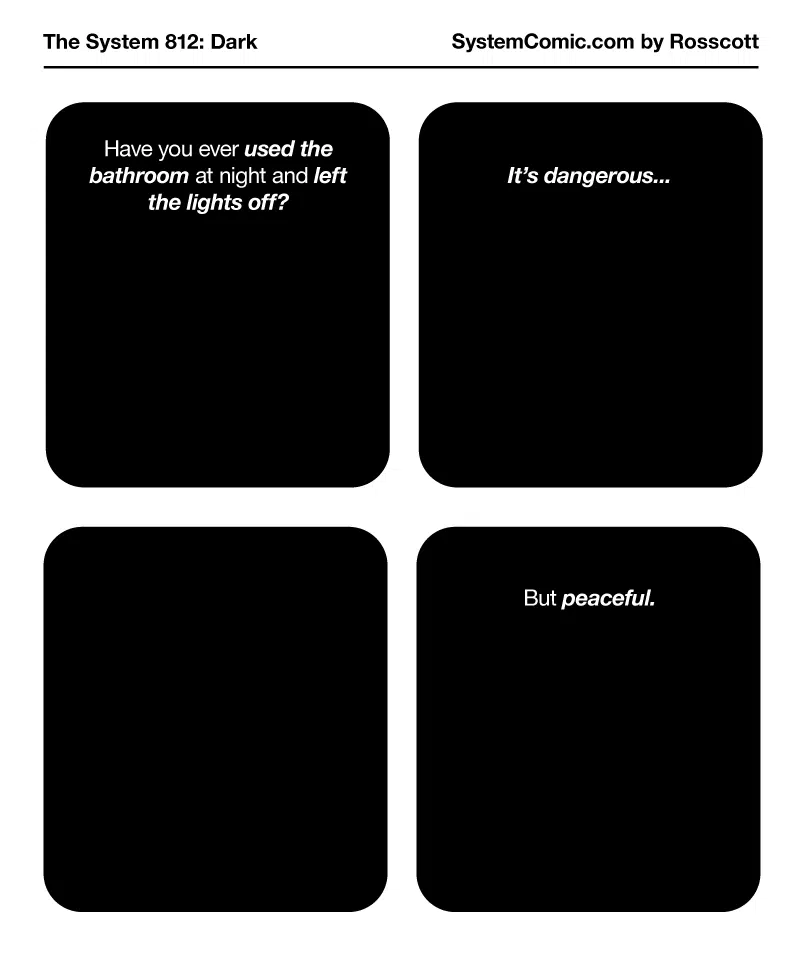 The System 812: Dark
SystemComic.com by Rosscott
Have you ever used the
bathroom at night and left
the lights off?
It’s dangerous...
But peaceful.